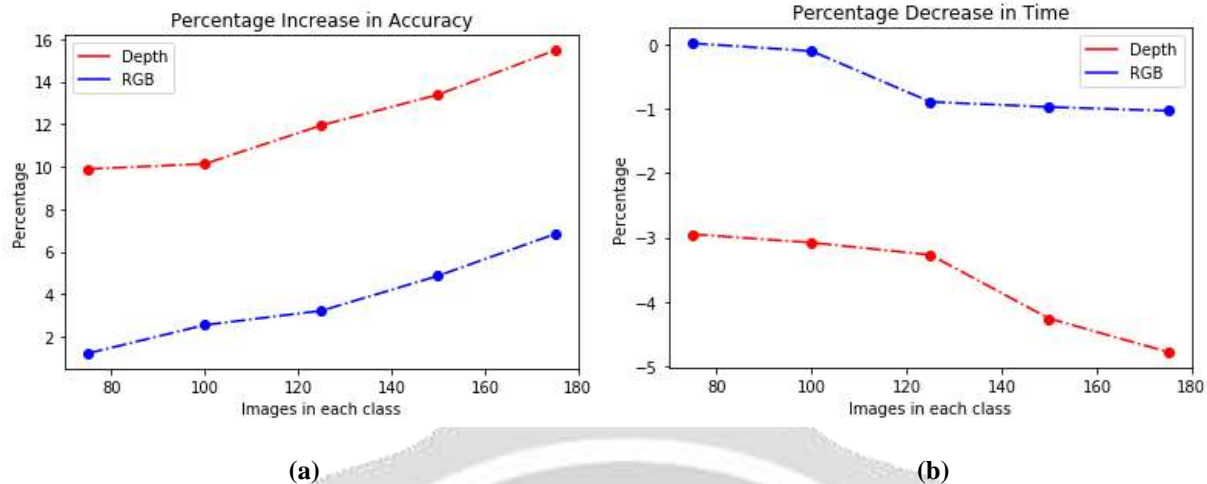 Percentage Increase in Accuracy
Depth
RGB
16
14
12
10
8
6
4
2
Percentage
80 100 120 140 160 180
Images in each class
(a)
Percentage Decrease in Time
Depth
RGB
0
−1
−2
−3
−4
−5
Percentage
80 100 120 140 160 180
Images in each class
(b)